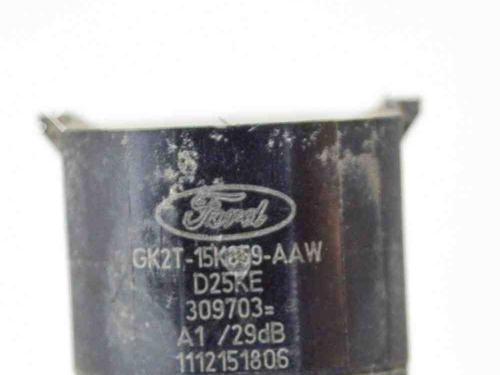 Ford
GK2T-15K859-AAW
D25KE
309703=
A1 /29dB
1112151806